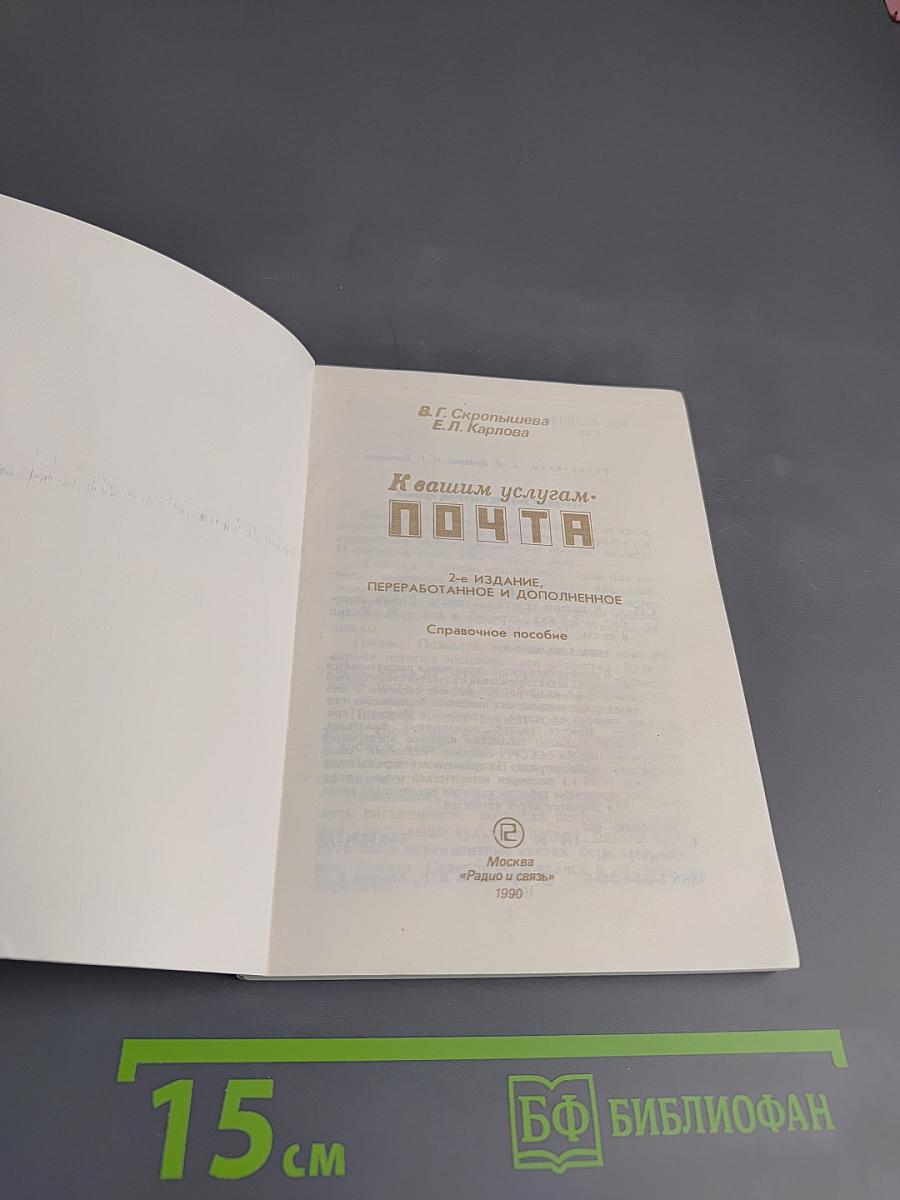 В. Г. Скропышева
Е. Л. Карлова
К вашим услугам-
ПОЧТА
2-е ИЗДАНИЕ,
ПЕРЕРАБОТАННОЕ И ДОПОЛНЕННОЕ
Справочное пособие
Москва
«Радио и связь»
1990
15 см
БФ БИБЛИОФАН